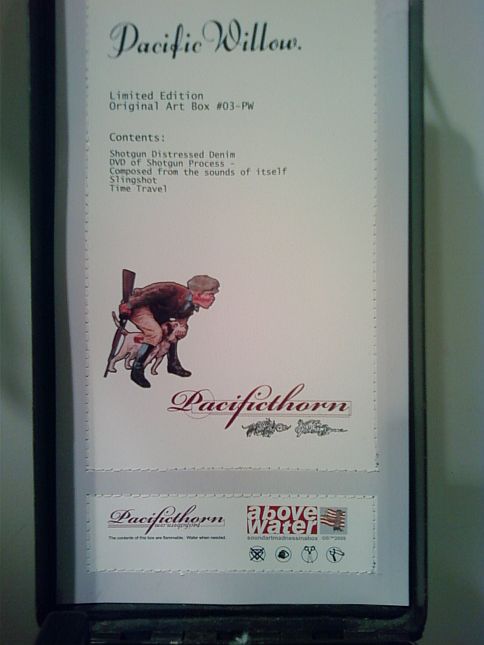 Pacific Willow.
Limited Edition
Original Art Box #03-PW
Contents:
Shotgun Distressed Denim
DVD of Shotgun Process -
Composed from the sounds of itself
Slingshot
Time Travel
Pacificthorn
Pacificthorn
The contents of this box are flammable. Water when needed.
above
water
soundartmadnessinabox